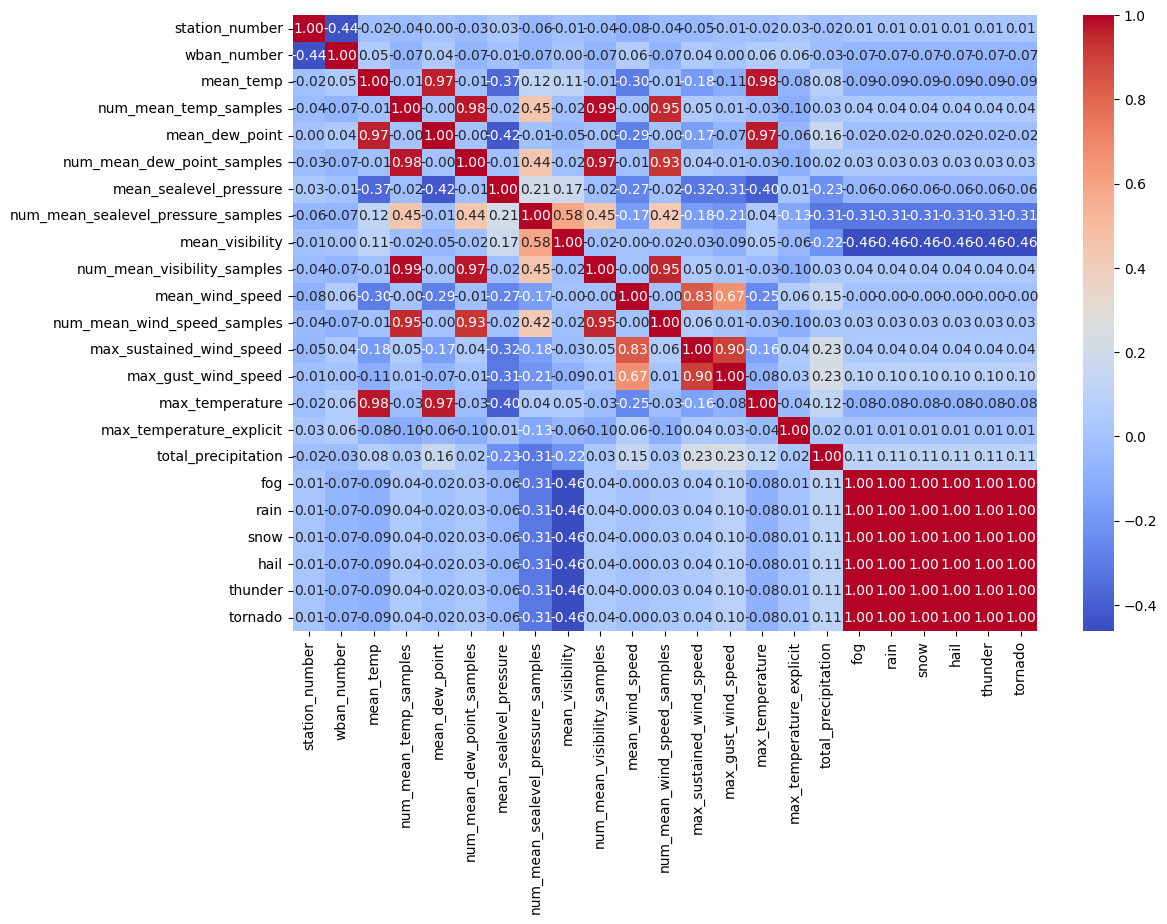 station_number 1.00 -0.44 -0.02 -0.04 0.00 -0.03 0.03 -0.06 -0.01 -0.04 -0.08 -0.04 -0.05 -0.01 -0.02 0.03 -0.02 0.01 0.01 0.01 0.01 0.01 0.01
wban_number -0.44 1.00 0.05 -0.07 0.04 -0.07 -0.01 -0.07 0.00 -0.07 0.06 -0.07 0.04 0.00 0.06 0.06 -0.03 -0.07 -0.07 -0.07 -0.07 -0.07 -0.07
mean_temp -0.02 0.05 1.00 -0.01 0.97 -0.01 -0.37 0.12 0.11 -0.01 -0.30 -0.01 -0.18 -0.11 0.98 -0.08 0.08 -0.09 -0.09 -0.09 -0.09 -0.09 -0.09
num_mean_temp_samples -0.04 -0.07 -0.01 1.00 -0.00 0.98 -0.02 0.45 -0.02 0.99 -0.00 0.95 0.05 0.01 -0.03 -0.10 0.03 0.04 0.04 0.04 0.04 0.04 0.04
mean_dew_point 0.00 0.04 0.97 -0.00 1.00 -0.00 -0.42 -0.01 -0.05 -0.00 -0.29 -0.00 -0.17 -0.07 0.97 -0.06 0.16 -0.02 -0.02 -0.02 -0.02 -0.02 -0.02
num_mean_dew_point_samples -0.03 -0.07 -0.01 0.98 -0.00 1.00 -0.01 0.44 -0.02 0.97 -0.01 0.93 0.04 -0.01 -0.03 -0.10 0.02 0.03 0.03 0.03 0.03 0.03 0.03
mean_sealevel_pressure 0.03 -0.01 -0.37 -0.02 -0.42 -0.01 1.00 0.21 0.17 -0.02 -0.27 -0.02 -0.32 -0.31 -0.40 0.01 -0.23 -0.06 -0.06 -0.06 -0.06 -0.06 -0.06
num_mean_sealevel_pressure_samples -0.06 -0.07 0.12 0.45 -0.01 0.44 0.21 1.00 0.58 0.45 -0.17 0.42 -0.18 -0.21 0.04 -0.13 -0.31 -0.31 -0.31 -0.31 -0.31 -0.31 -0.31
mean_visibility -0.01 0.00 0.11 -0.02 -0.05 -0.02 0.17 0.58 1.00 -0.02 -0.00 -0.02 -0.03 -0.09 0.05 -0.06 -0.22 -0.46 -0.46 -0.46 -0.46 -0.46 -0.46
num_mean_visibility_samples -0.04 -0.07 -0.01 0.99 -0.00 0.97 -0.02 0.45 -0.02 1.00 -0.00 0.95 0.05 0.01 -0.03 -0.10 0.03 0.04 0.04 0.04 0.04 0.04 0.04
mean_wind_speed -0.08 0.06 -0.30 -0.00 -0.29 -0.01 -0.27 -0.17 -0.00 -0.00 1.00 -0.00 0.83 0.67 -0.25 0.06 0.15 -0.00 -0.00 -0.00 -0.00 -0.00 -0.00
num_mean_wind_speed_samples -0.04 -0.07 -0.01 0.95 -0.00 0.93 -0.02 0.42 -0.02 0.95 -0.00 1.00 0.06 0.01 -0.03 -0.10 0.03 0.03 0.03 0.03 0.03 0.03 0.03
max_sustained_wind_speed -0.05 0.04 -0.18 0.05 -0.17 0.04 -0.32 -0.18 -0.03 0.05 0.83 0.06 1.00 0.90 -0.16 0.04 0.23 0.04 0.04 0.04 0.04 0.04 0.04
max_gust_wind_speed -0.01 0.00 -0.11 0.01 -0.07 -0.01 -0.31 -0.21 -0.09 0.01 0.67 0.01 0.90 1.00 -0.08 0.03 0.23 0.10 0.10 0.10 0.10 0.10 0.10
max_temperature -0.02 0.06 0.98 -0.03 0.97 -0.03 -0.40 0.04 0.05 -0.03 -0.25 -0.03 -0.16 -0.08 1.00 -0.04 0.12 -0.08 -0.08 -0.08 -0.08 -0.08 -0.08
max_temperature_explicit 0.03 0.06 -0.08 -0.10 -0.06 -0.10 0.01 -0.13 -0.06 -0.10 0.06 -0.10 0.04 0.03 -0.04 1.00 0.02 0.01 0.01 0.01 0.01 0.01 0.01
total_precipitation -0.02 -0.03 0.08 0.03 0.16 0.02 -0.23 -0.31 -0.22 0.03 0.15 0.03 0.23 0.23 0.12 0.02 1.00 0.11 0.11 0.11 0.11 0.11 0.11
fog 0.01 -0.07 -0.09 0.04 -0.02 0.03 -0.06 -0.31 -0.46 0.04 -0.00 0.03 0.04 0.10 -0.08 0.01 0.11 1.00 1.00 1.00 1.00 1.00 1.00
rain 0.01 -0.07 -0.09 0.04 -0.02 0.03 -0.06 -0.31 -0.46 0.04 -0.00 0.03 0.04 0.10 -0.08 0.01 0.11 1.00 1.00 1.00 1.00 1.00 1.00
snow 0.01 -0.07 -0.09 0.04 -0.02 0.03 -0.06 -0.31 -0.46 0.04 -0.00 0.03 0.04 0.10 -0.08 0.01 0.11 1.00 1.00 1.00 1.00 1.00 1.00
hail 0.01 -0.07 -0.09 0.04 -0.02 0.03 -0.06 -0.31 -0.46 0.04 -0.00 0.03 0.04 0.10 -0.08 0.01 0.11 1.00 1.00 1.00 1.00 1.00 1.00
thunder 0.01 -0.07 -0.09 0.04 -0.02 0.03 -0.06 -0.31 -0.46 0.04 -0.00 0.03 0.04 0.10 -0.08 0.01 0.11 1.00 1.00 1.00 1.00 1.00 1.00
tornado 0.01 -0.07 -0.09 0.04 -0.02 0.03 -0.06 -0.31 -0.46 0.04 -0.00 0.03 0.04 0.10 -0.08 0.01 0.11 1.00 1.00 1.00 1.00 1.00 1.00
station_number
wban_number
mean_temp
num_mean_temp_samples
mean_dew_point
num_mean_dew_point_samples
mean_sealevel_pressure
num_mean_sealevel_pressure_samples
mean_visibility
num_mean_visibility_samples
mean_wind_speed
num_mean_wind_speed_samples
max_sustained_wind_speed
max_gust_wind_speed
max_temperature
max_temperature_explicit
total_precipitation
fog
rain
snow
hail
thunder
tornado
1.0
0.8
0.6
0.4
0.2
0.0
−0.2
−0.4